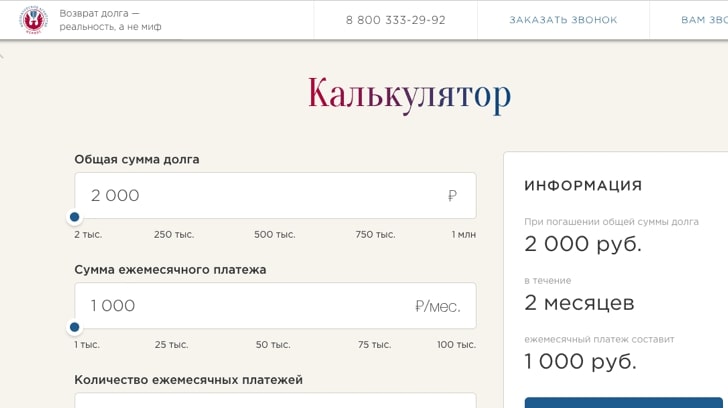 Возврат долга —
реальность, а не миф
8 800 333-29-92
ЗАКАЗАТЬ ЗВОНОК
ВАМ ЗВО
Калькулятор
Общая сумма долга
2 000 ₽
2 тыс. 250 тыс. 500 тыс. 750 тыс. 1 млн
Сумма ежемесячного платежа
1 000 ₽/мес.
1 тыс. 25 тыс. 50 тыс. 75 тыс. 100 тыс.
Количество ежемесячных платежей
ИНФОРМАЦИЯ
При погашении общей суммы долга
2 000 руб.
в течение
2 месяцев
ежемесячный платеж составит
1 000 руб.